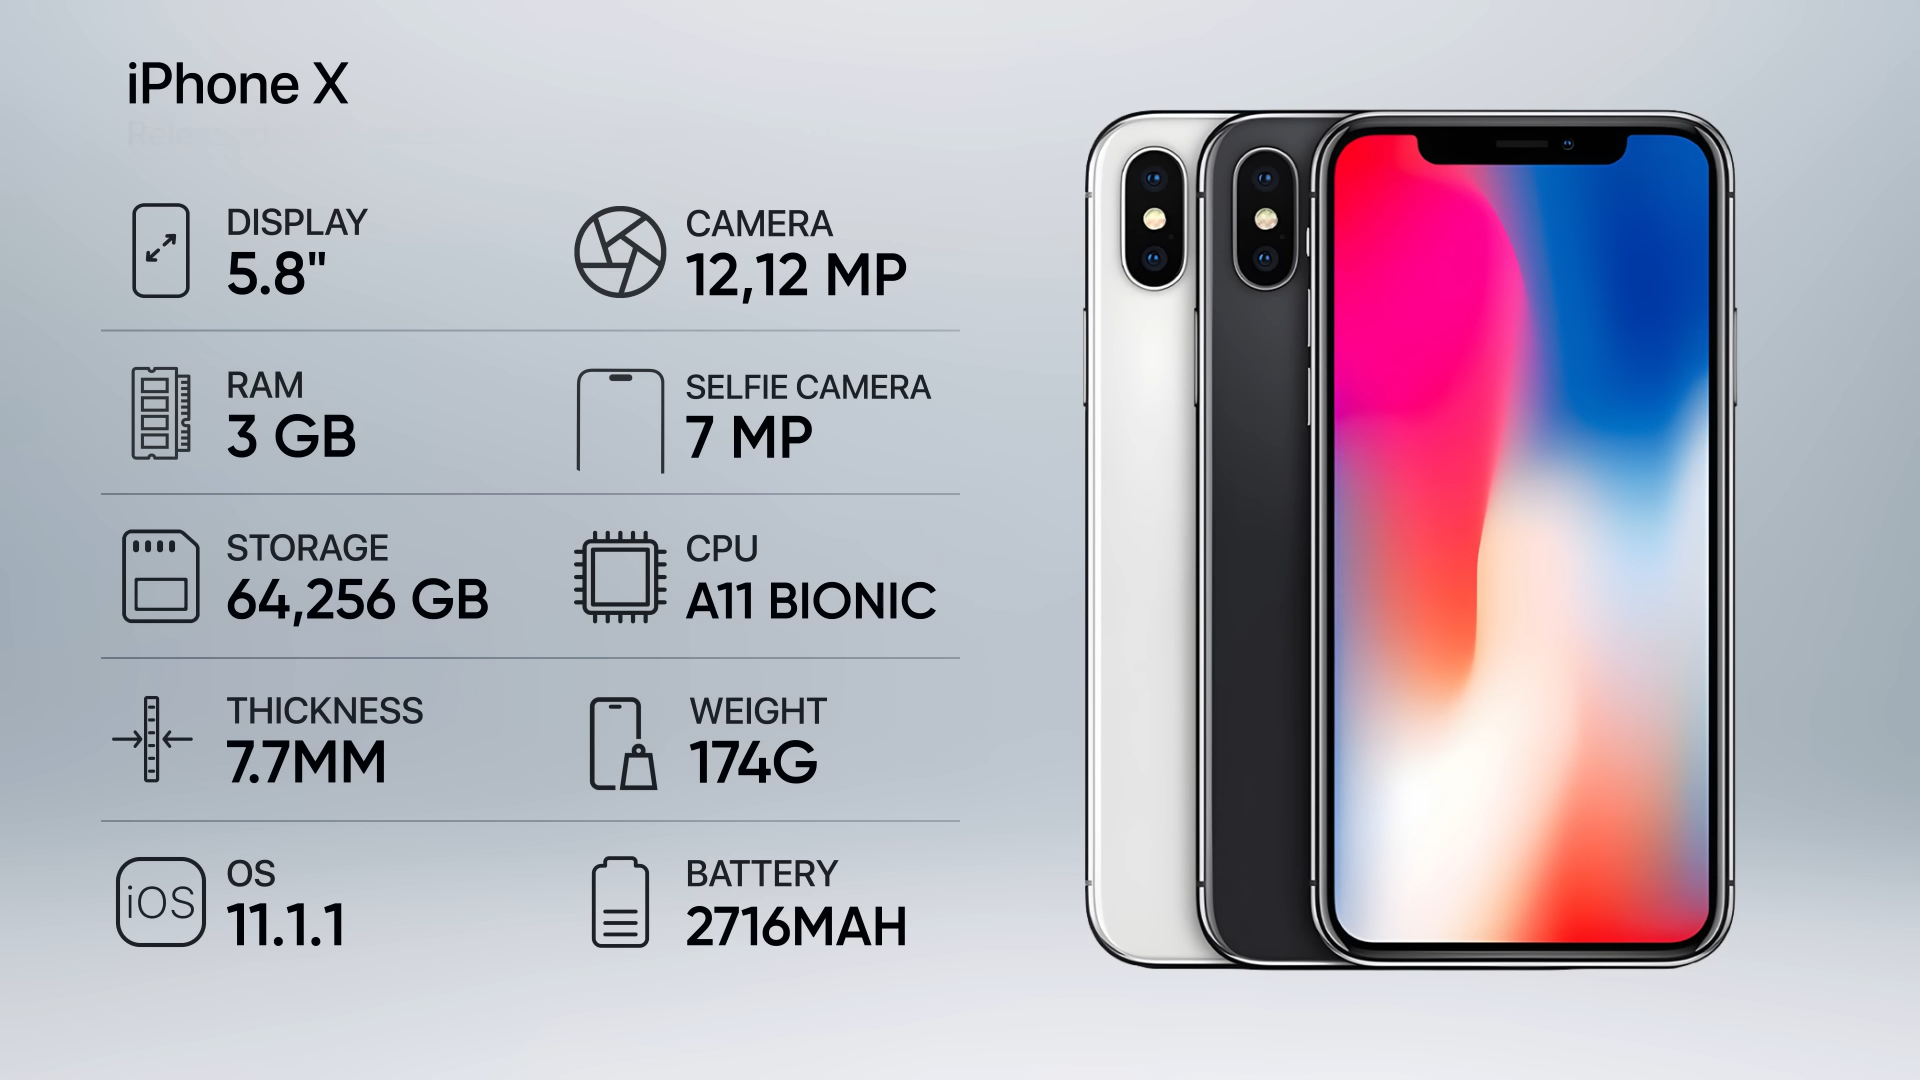 iPhone X
DISPLAY
5.8"
CAMERA
12,12 MP
RAM
3 GB
SELFIE CAMERA
7 MP
STORAGE
64,256 GB
CPU
A11 BIONIC
THICKNESS
7.7MM
WEIGHT
174G
iOS
OS
11.1.1
BATTERY
2716MAH